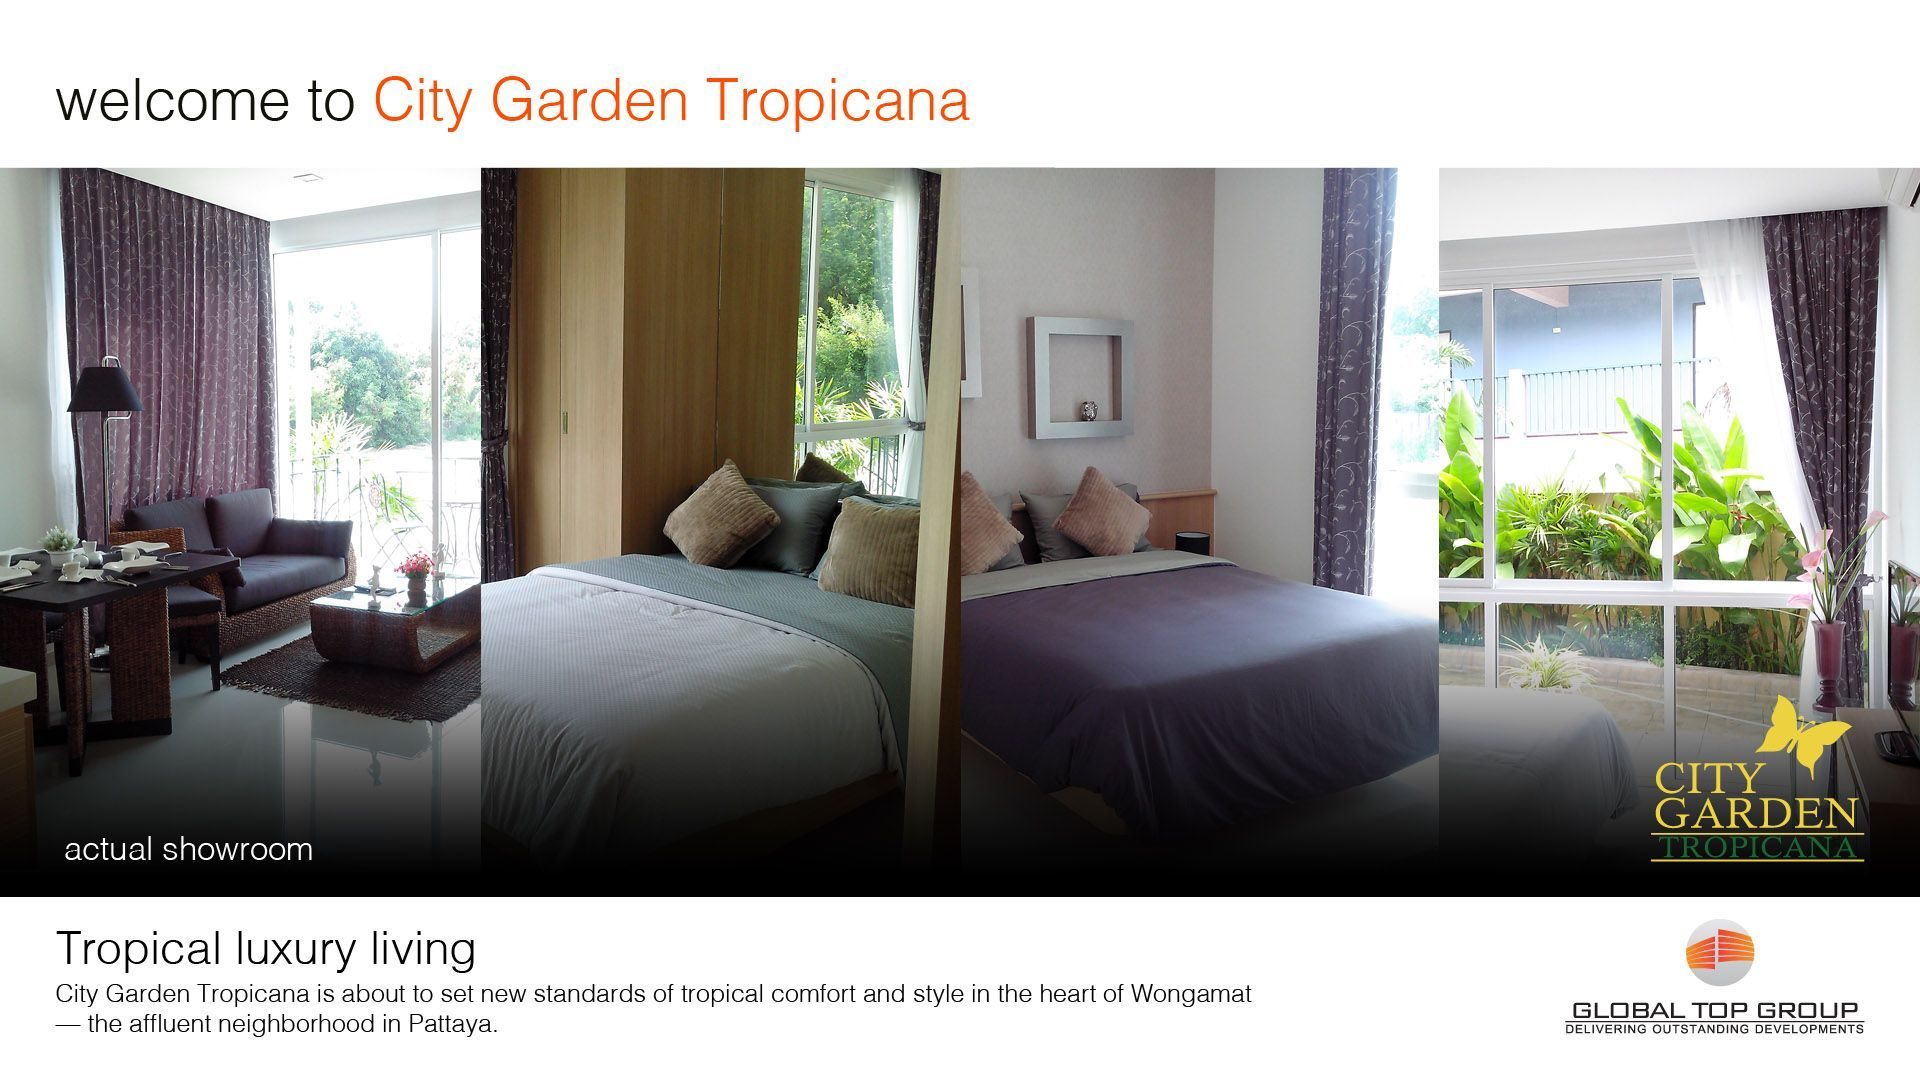 welcome to City Garden Tropicana
actual showroom
CITY
GARDEN
TROPICANA
Tropical luxury living
City Garden Tropicana is about to set new standards of tropical comfort and style in the heart of Wongamat
— the affluent neighborhood in Pattaya.
GLOBAL TOP GROUP
DELIVERING OUTSTANDING DEVELOPMENTS